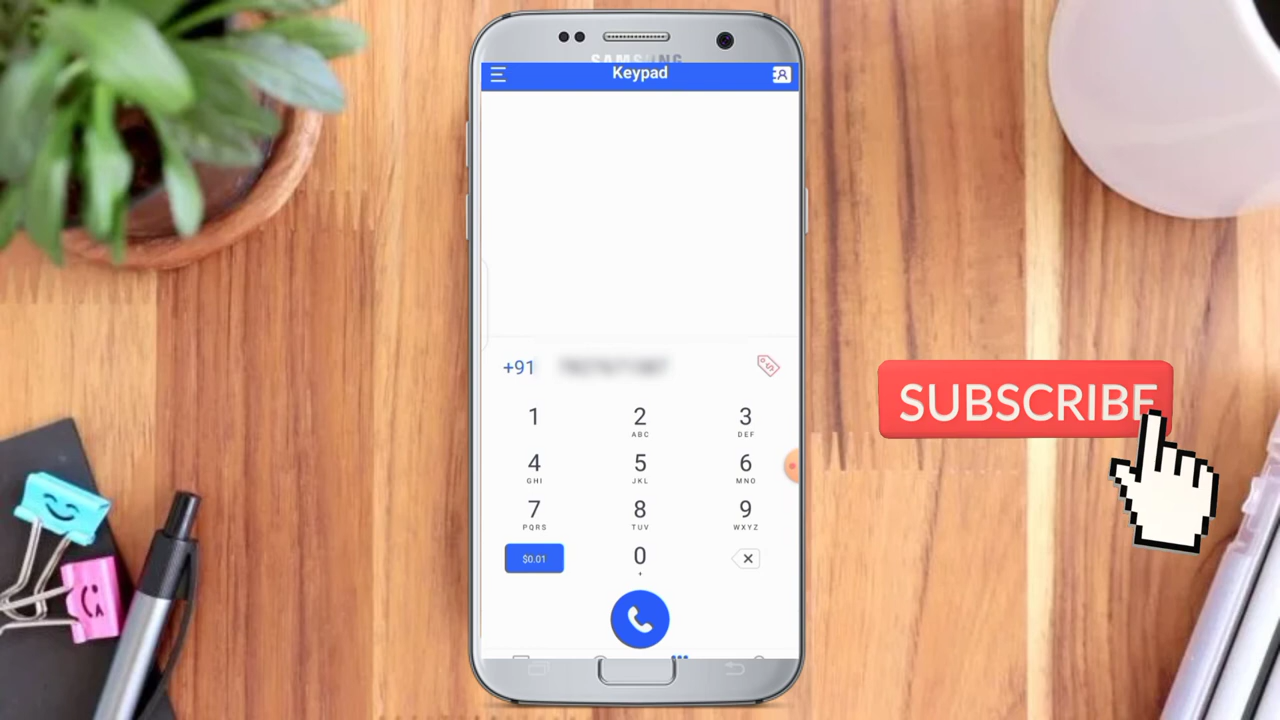 SAMSUNG
Keypad
+91
1 2 3
ABC DEF
4 5 6
GHI JKL MNO
7 8 9
PQRS TUV WXYZ
$0.01 0
+
SUBSCRIBE